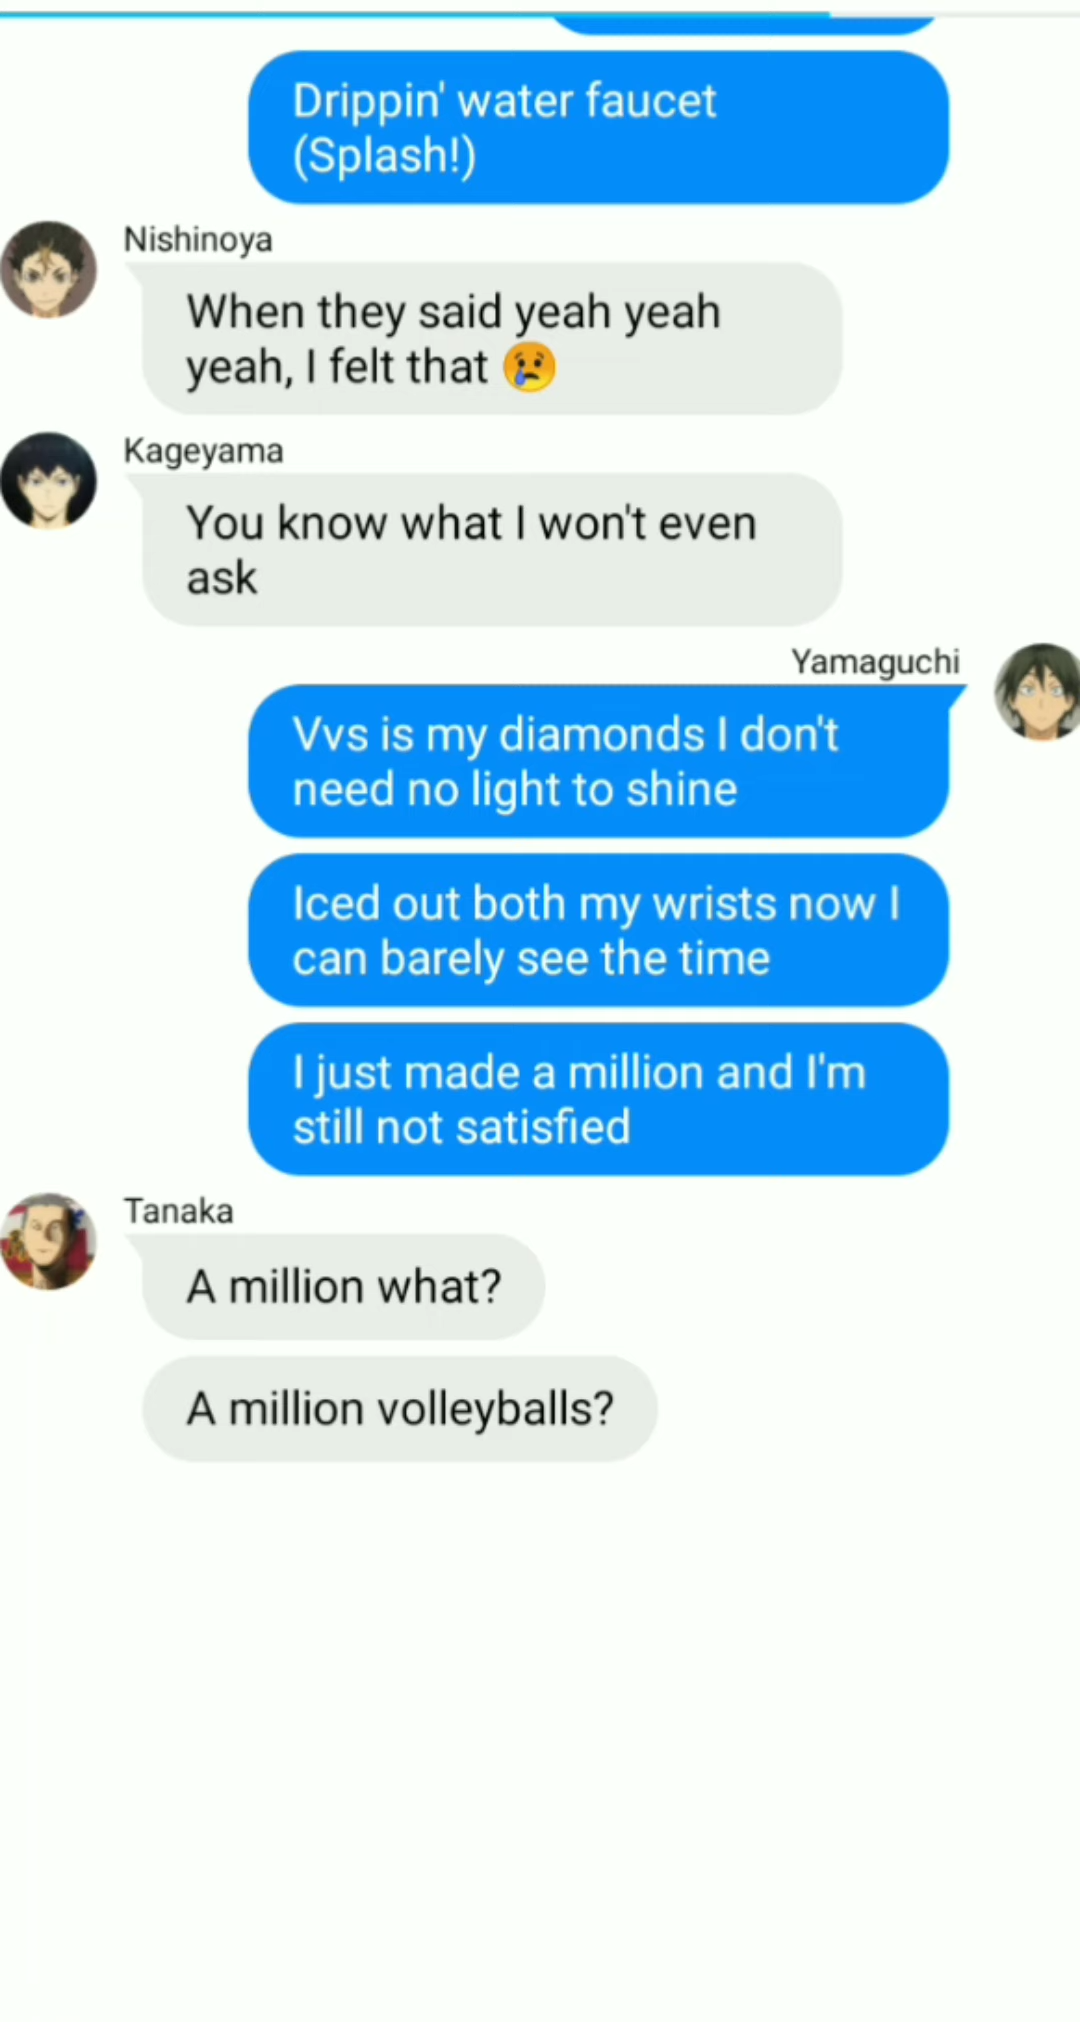 Drippin' water faucet
(Splash!)
Nishinoya
When they said yeah yeah
yeah, I felt that 😢
Kageyama
You know what I won't even
ask
Yamaguchi
Vvs is my diamonds I don't
need no light to shine
Iced out both my wrists now I
can barely see the time
I just made a million and I'm
still not satisfied
Tanaka
A million what?
A million volleyballs?